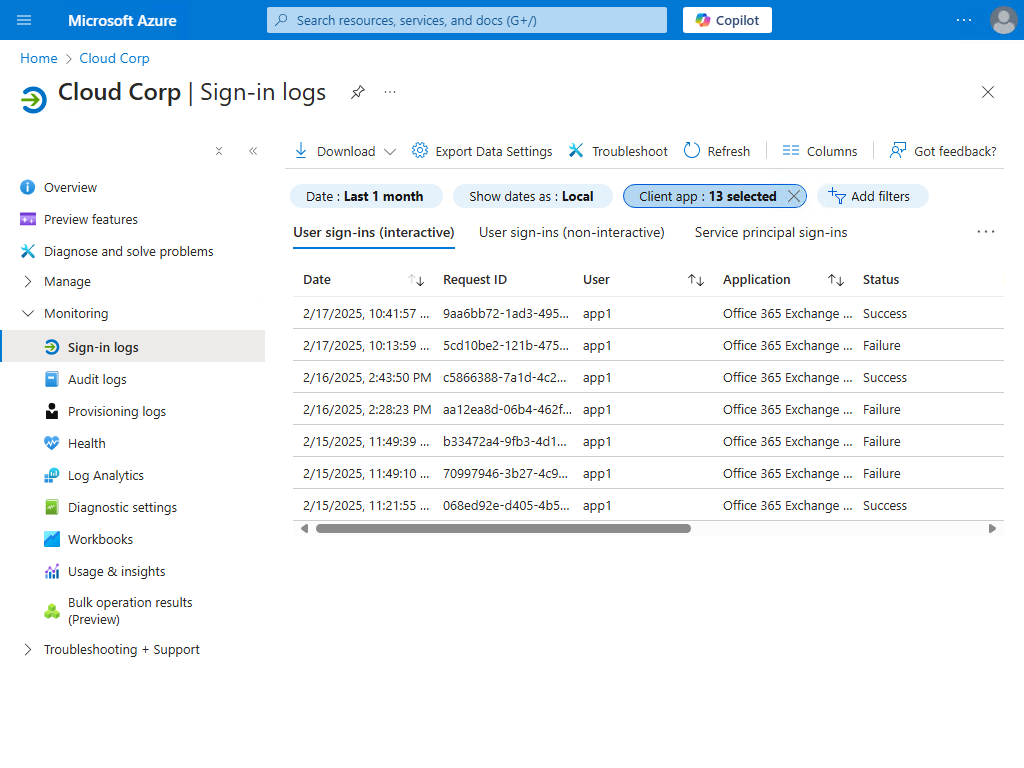 Microsoft Azure
Search resources, services, and docs (G+/)
Copilot
Home > Cloud Corp
Cloud Corp | Sign-in logs
Download
Export Data Settings
Troubleshoot
Refresh
Columns
Got feedback?
Overview
Preview features
Diagnose and solve problems
Manage
Monitoring
Sign-in logs
Audit logs
Provisioning logs
Health
Log Analytics
Diagnostic settings
Workbooks
Usage & insights
Bulk operation results
(Preview)
Troubleshooting + Support
Date : Last 1 month
Show dates as : Local
Client app : 13 selected
Add filters
User sign-ins (interactive)
User sign-ins (non-interactive)
Service principal sign-ins
Date Request ID User Application Status
2/17/2025, 10:41:57 ... 9aa6bb72-1ad3-495... app1 Office 365 Exchange ... Success
2/17/2025, 10:13:59 ... 5cd10be2-121b-475... app1 Office 365 Exchange ... Failure
2/16/2025, 2:43:50 PM c5866388-7a1d-4c2... app1 Office 365 Exchange ... Success
2/16/2025, 2:28:23 PM aa12ea8d-06b4-462f... app1 Office 365 Exchange ... Failure
2/15/2025, 11:49:39 ... b33472a4-9fb3-4d1... app1 Office 365 Exchange ... Failure
2/15/2025, 11:49:10 ... 70997946-3b27-4c9... app1 Office 365 Exchange ... Failure
2/15/2025, 11:21:55 ... 068ed92e-d405-4b5... app1 Office 365 Exchange ... Success